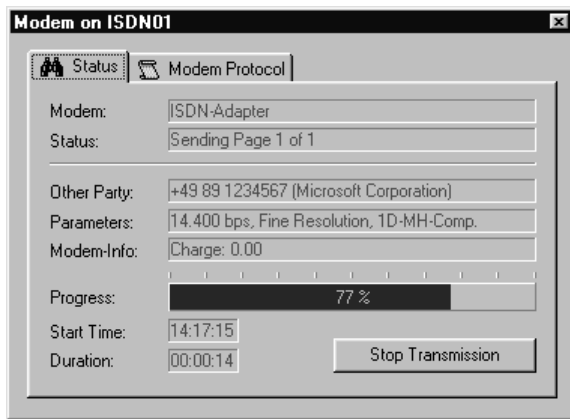 Modem on ISDN01
Status
Modem Protocol
Modem: ISDN-Adapter
Status: Sending Page 1 of 1
Other Party: +49 89 1234567 (Microsoft Corporation)
Parameters: 14.400 bps, Fine Resolution, 1D-MH-Comp.
Modem-Info: Charge: 0.00
Progress: 77 %
Start Time: 14:17:15
Duration: 00:00:14
Stop Transmission